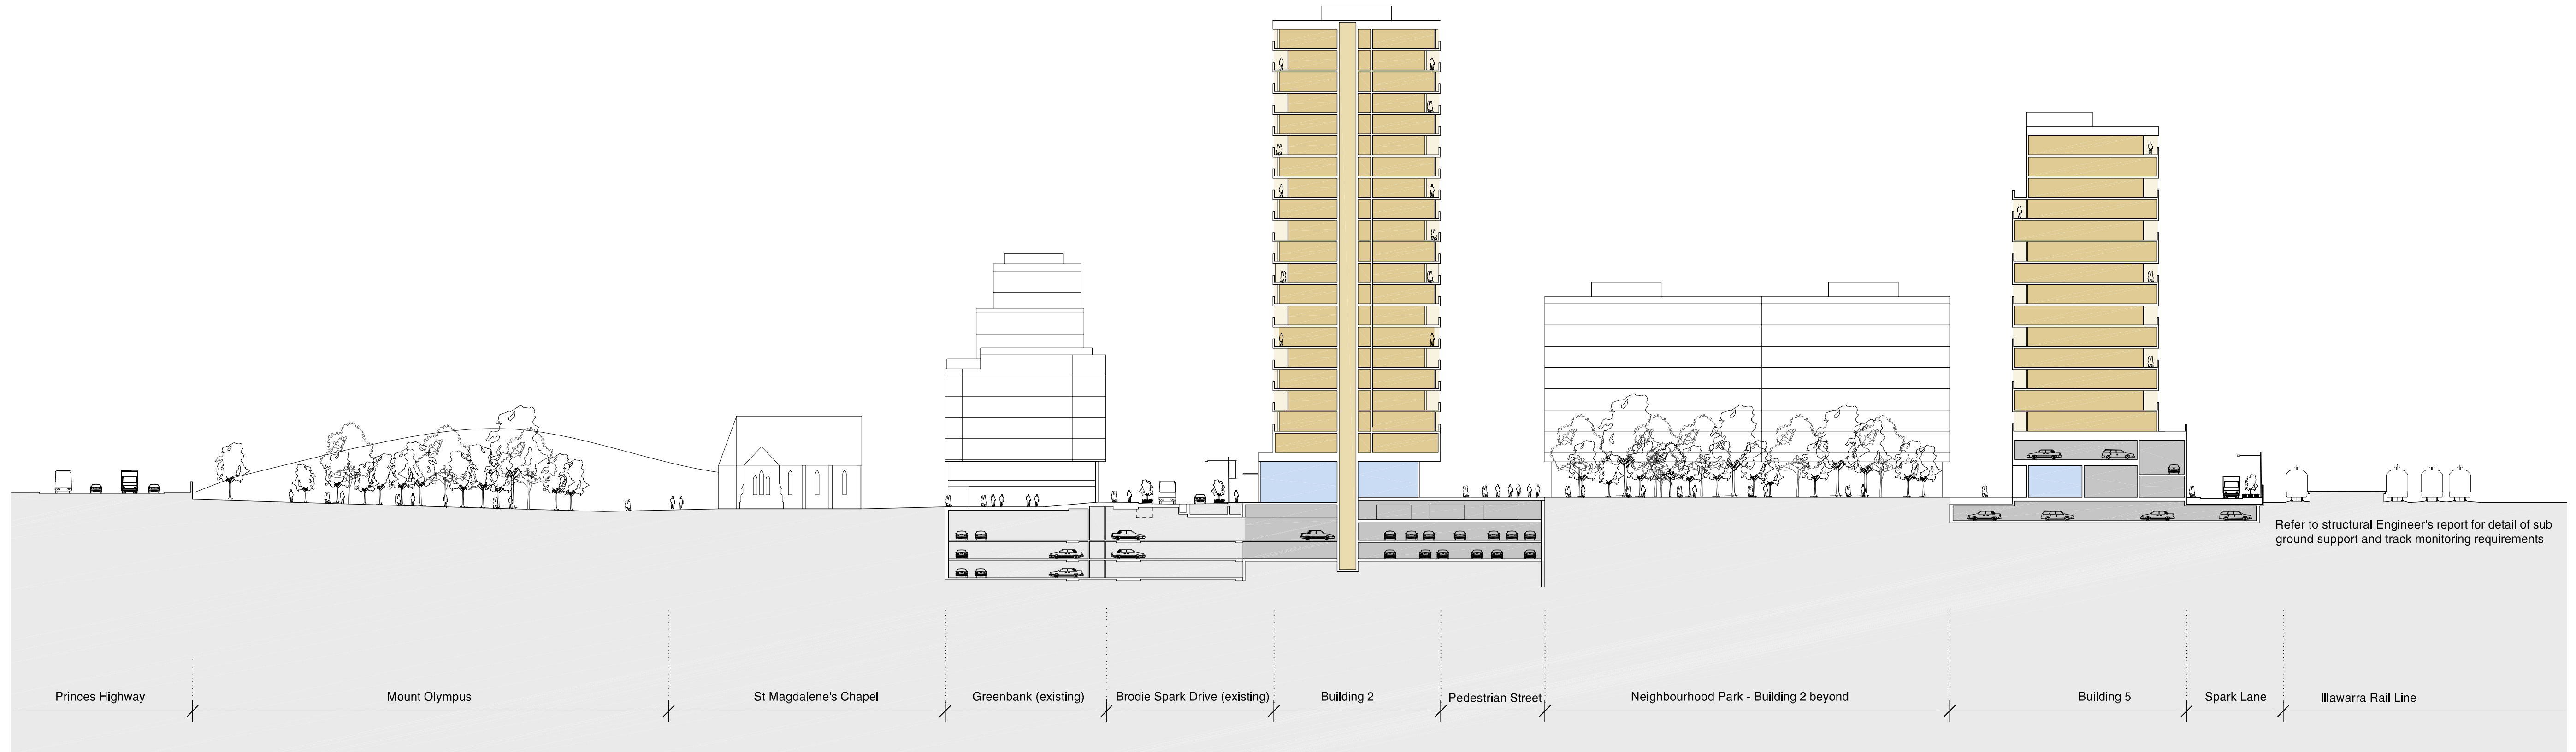 Refer to structural Engineer's report for detail of sub
ground support and track monitoring requirements
Princes Highway
Mount Olympus
St Magdalene's Chapel
Greenbank (existing)
Brodie Spark Drive (existing)
Building 2
Pedestrian Street
Neighbourhood Park - Building 2 beyond
Building 5
Spark Lane
Illawarra Rail Line